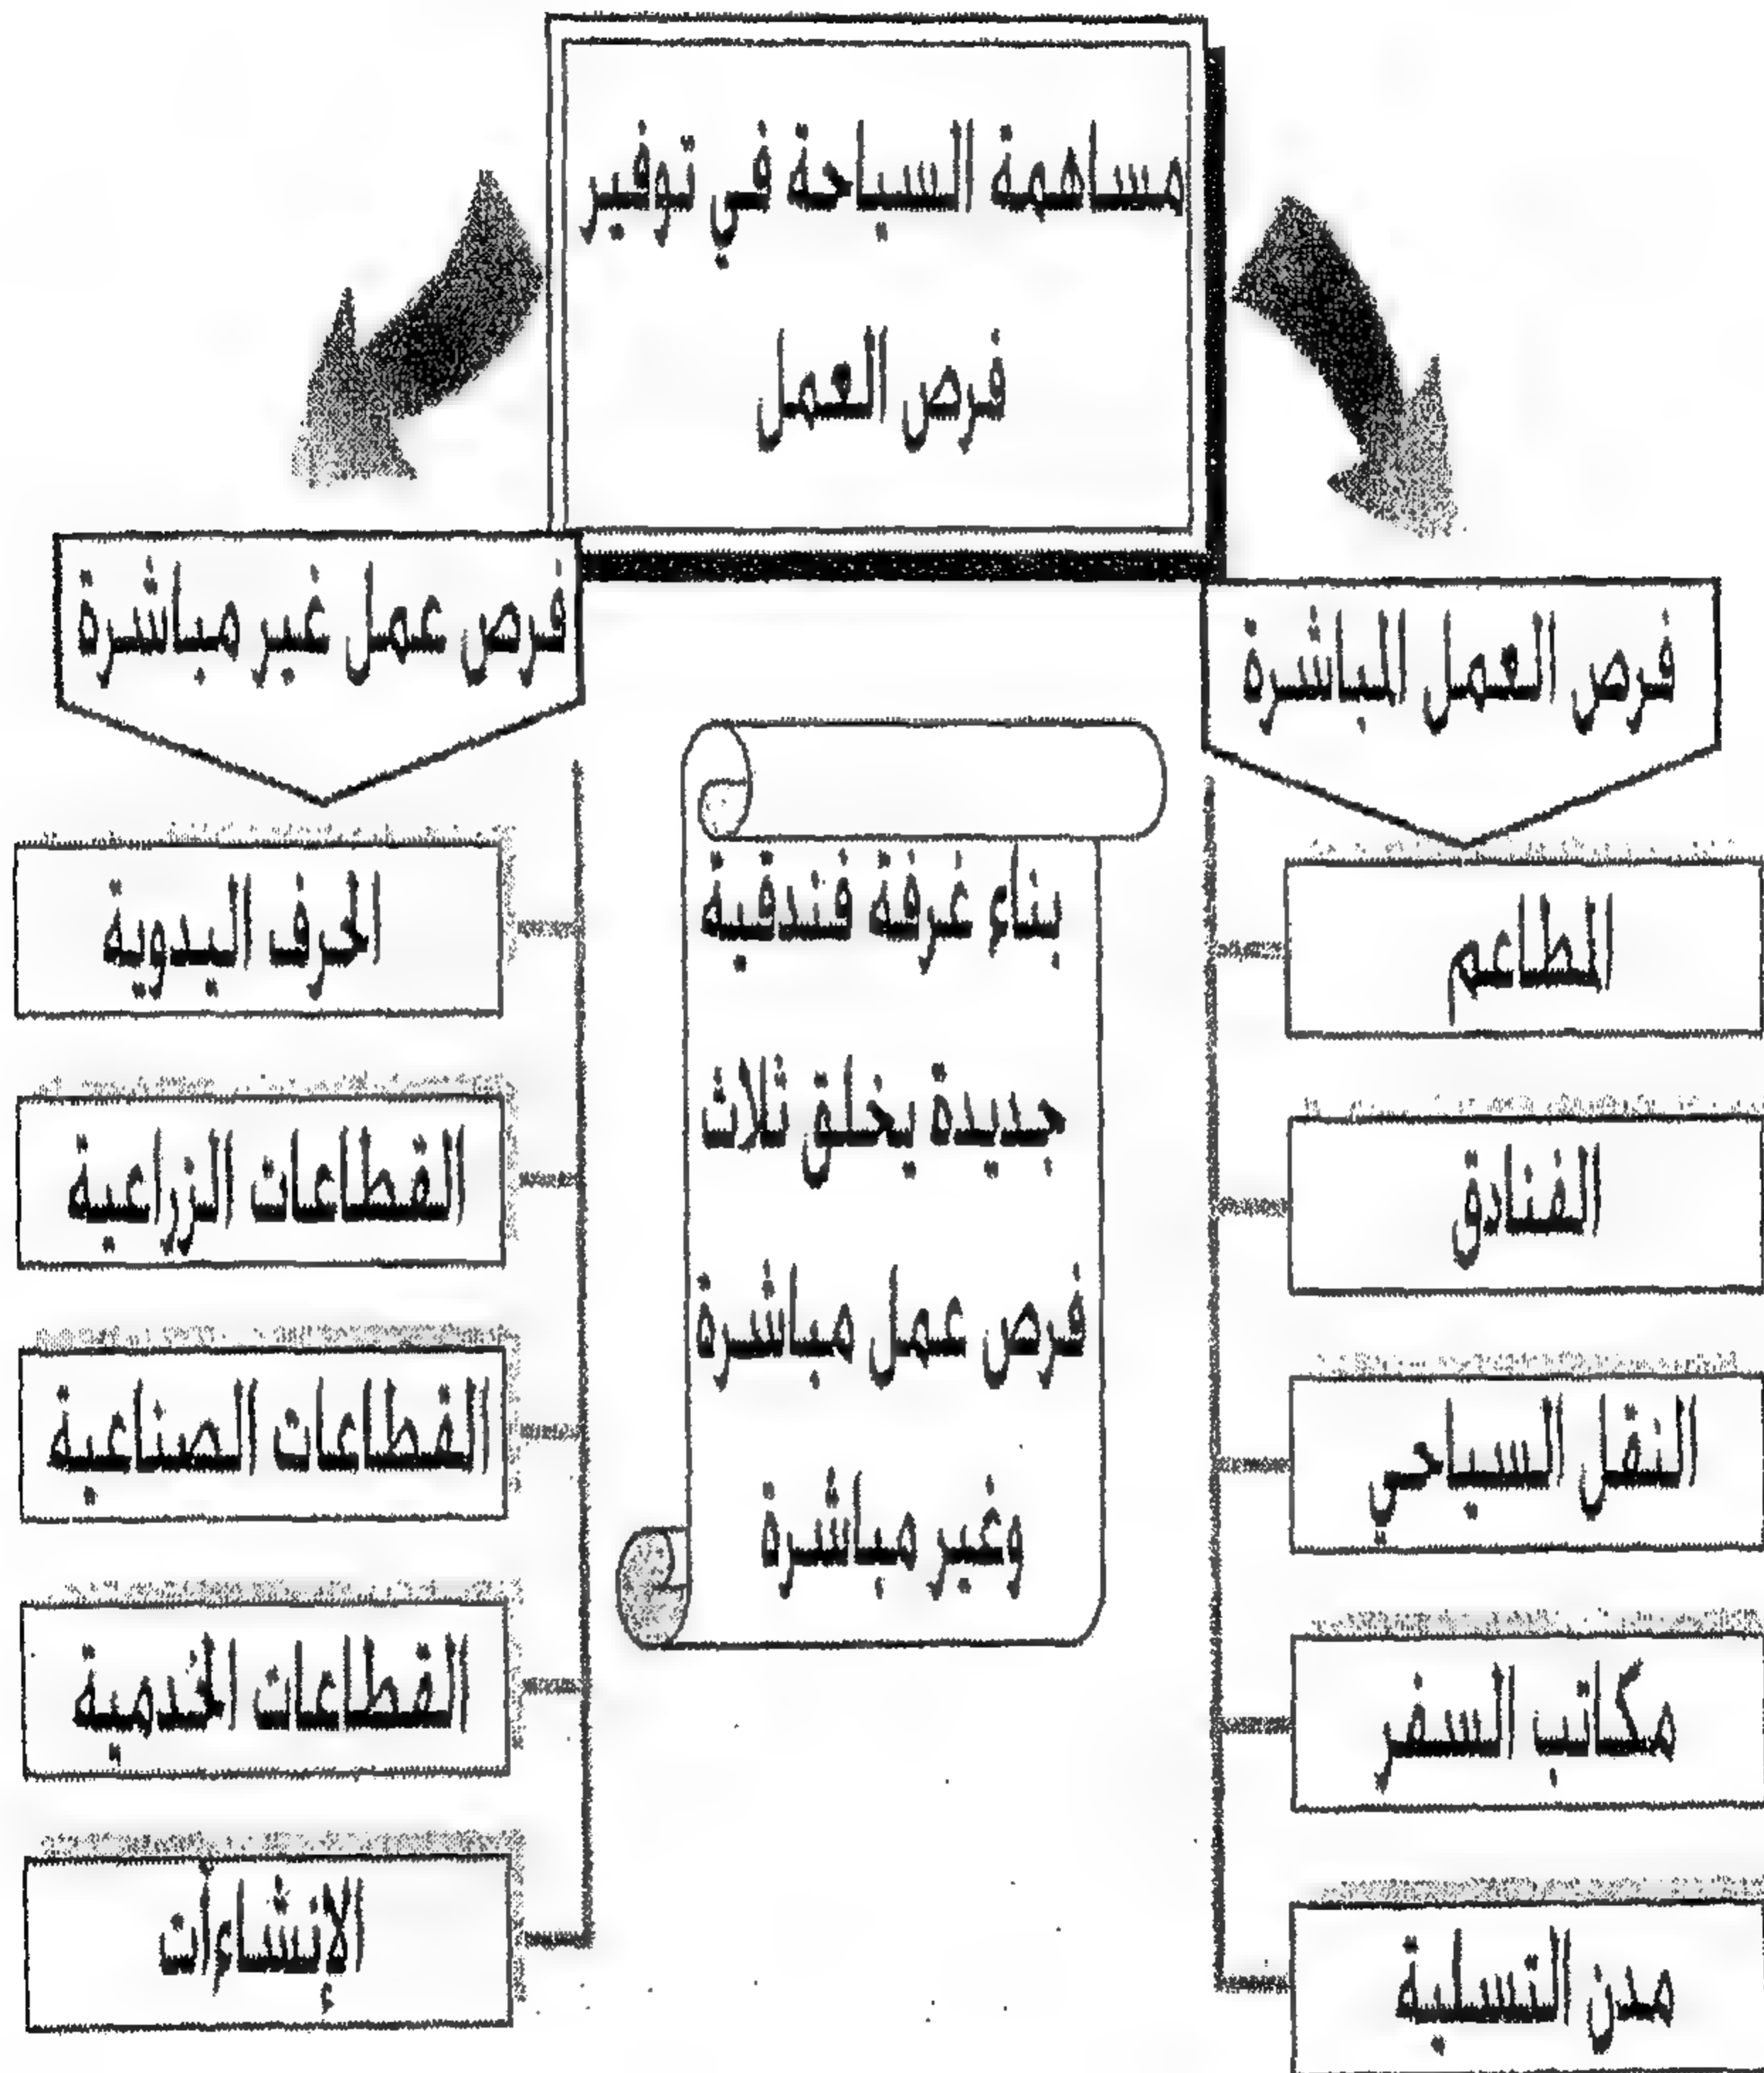 مساهمة السياحة في توفير
فرص العمل
فرص العمل المباشرة
المطاعم
الفنادق
النقل السياحي
مكاتب السفر
مدن التسلية
بناء غرفة فندقية
جديدة يخلق ثلاث
فرص عمل مباشرة
وغير مباشرة
فرص عمل غير مباشرة
الحرف اليدوية
القطاعات الزراعية
القطاعات الصناعية
القطاعات الخدمية
الإنشاءات